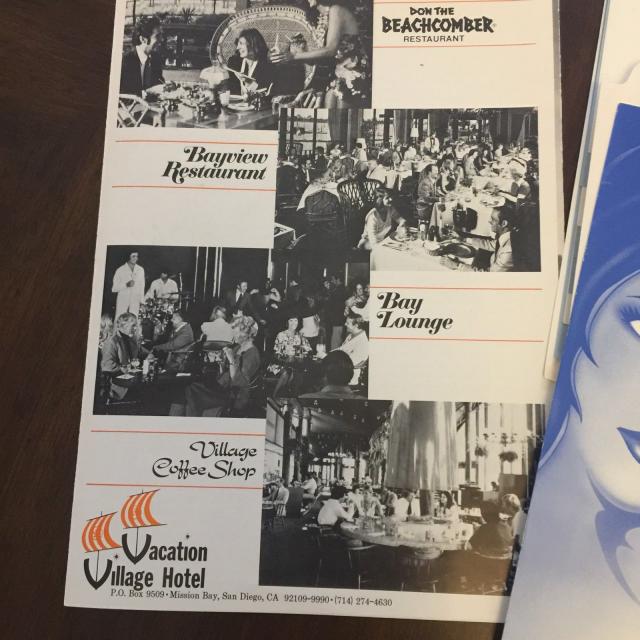 DON THE
BEACHCOMBER
RESTAURANT
Bayview
Restaurant
Bay
Lounge
Village
Coffee Shop
Vacation
Village Hotel
P.O. Box 9509 • Mission Bay, San Diego, CA 92109-9990 • (714) 274-4630